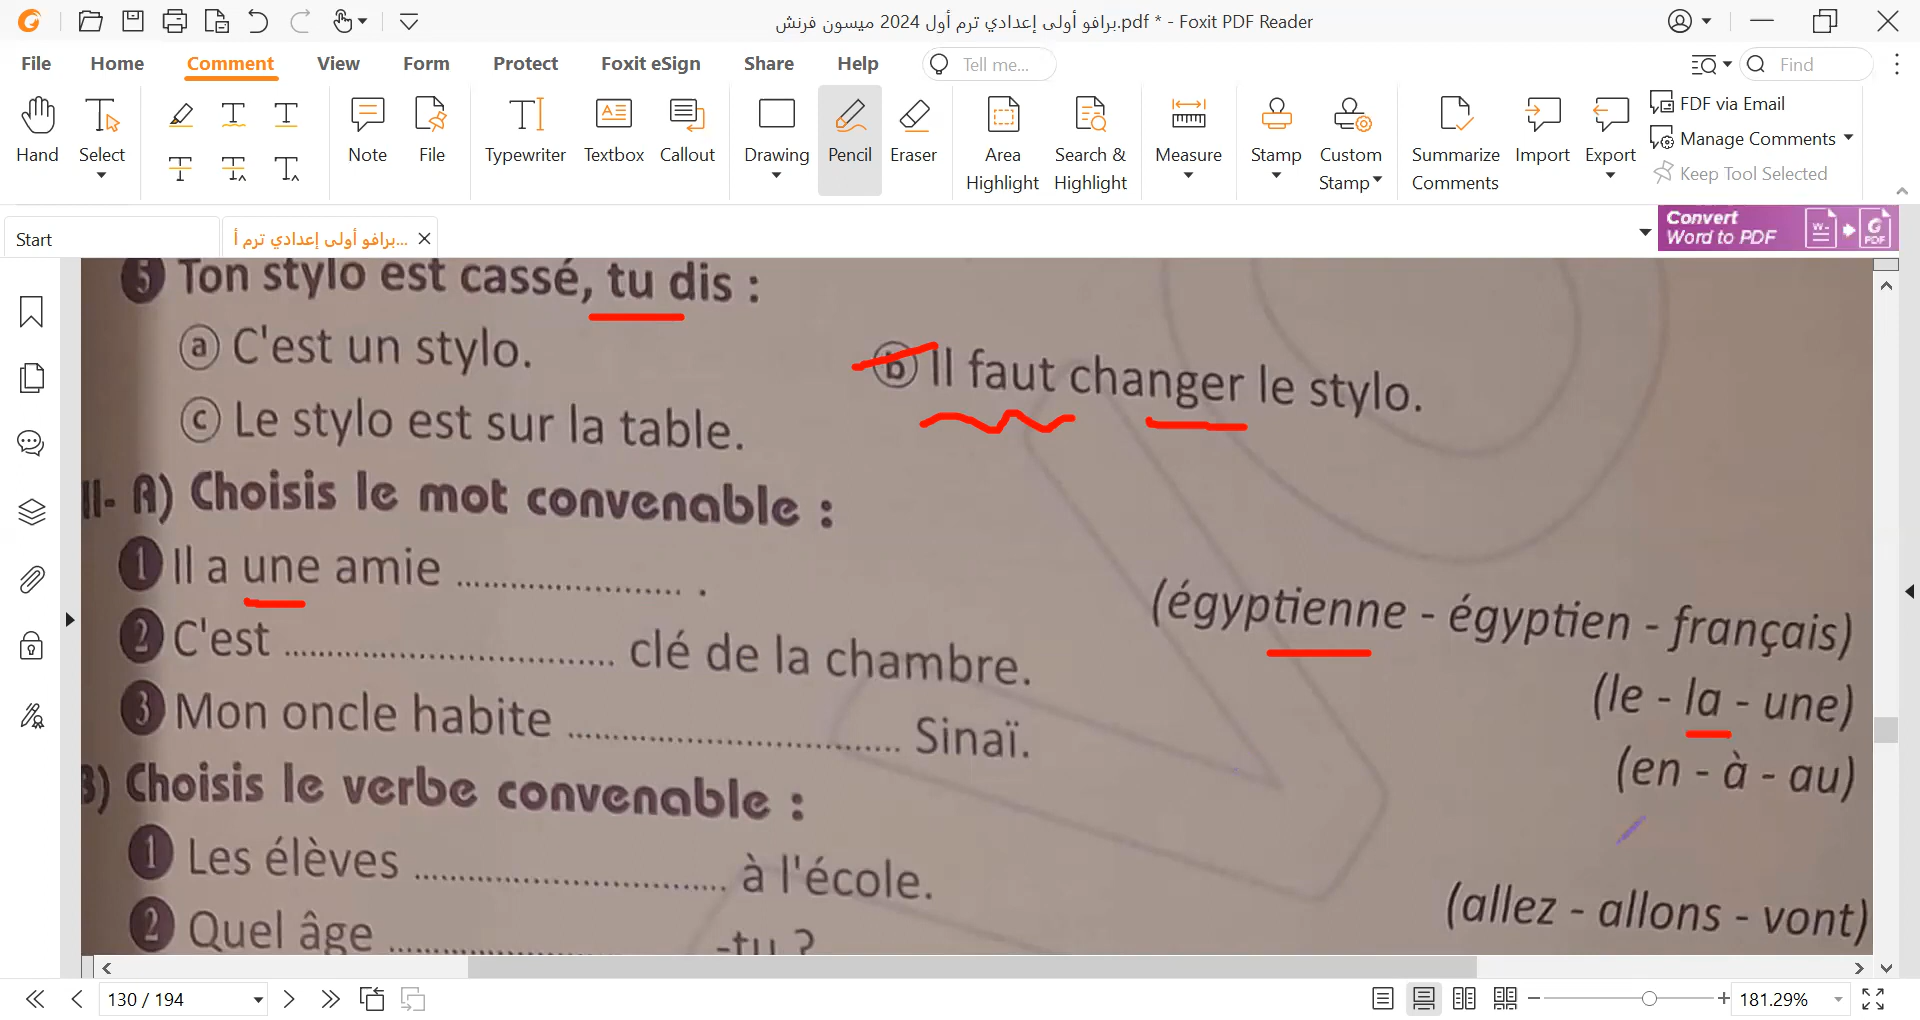 برافو أولى إعدادي ترم أول 2024 ميسون فرنش.pdf * - Foxit PDF Reader
File Home Comment View Form Protect Foxit eSign Share Help Tell me... Find
Hand Select Note File Typewriter Textbox Callout Drawing Pencil Eraser Area Highlight Search & Highlight Measure Stamp Custom Stamp Summarize Comments Import Export
FDF via Email
Manage Comments
Keep Tool Selected
Start
برافو أولى إعدادي ترم أ...
Convert Word to PDF
5 Ton stylo est cassé, tu dis :
a C'est un stylo.
b Il faut changer le stylo.
c Le stylo est sur la table.
II- A) Choisis le mot convenable :
1 Il a une amie ........................ . (égyptienne - égyptien - français)
2 C'est ................................. clé de la chambre. (le - la - une)
3 Mon oncle habite ................................. Sinaï. (en - à - au)
B) Choisis le verbe convenable :
1 Les élèves ................................ à l'école. (allez - allons - vont)
2 Quel âge ........................ -tu ?
130 / 194
181.29%